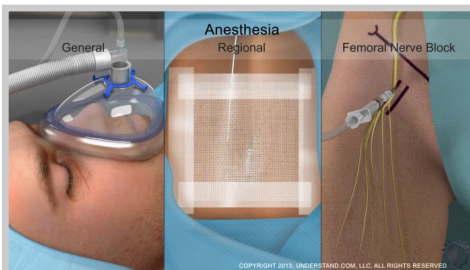 Anesthesia
General
Regional
Femoral Nerve Block
COPYRIGHT 2013, UNDERSTAND.COM, LLC. ALL RIGHTS RESERVED